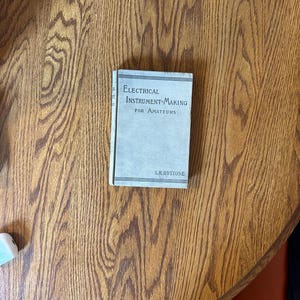 ELECTRICAL
INSTRUMENT-MAKING
FOR AMATEURS
S.R.BOTTONE